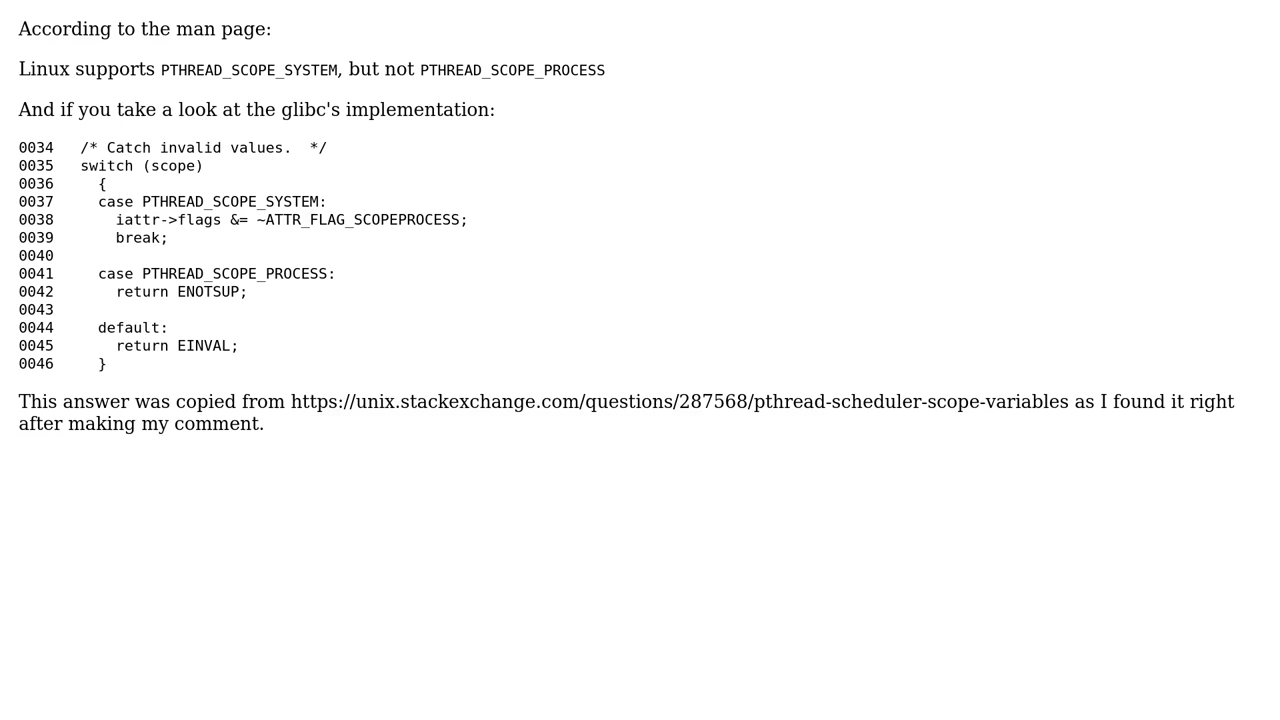 According to the man page:
Linux supports PTHREAD_SCOPE_SYSTEM, but not PTHREAD_SCOPE_PROCESS
And if you take a look at the glibc's implementation:
0034   /* Catch invalid values.  */
0035   switch (scope)
0036     {
0037     case PTHREAD_SCOPE_SYSTEM:
0038       iattr->flags &= ~ATTR_FLAG_SCOPEPROCESS;
0039       break;
0040
0041     case PTHREAD_SCOPE_PROCESS:
0042       return ENOTSUP;
0043
0044     default:
0045       return EINVAL;
0046     }
This answer was copied from https://unix.stackexchange.com/questions/287568/pthread-scheduler-scope-variables as I found it right
after making my comment.